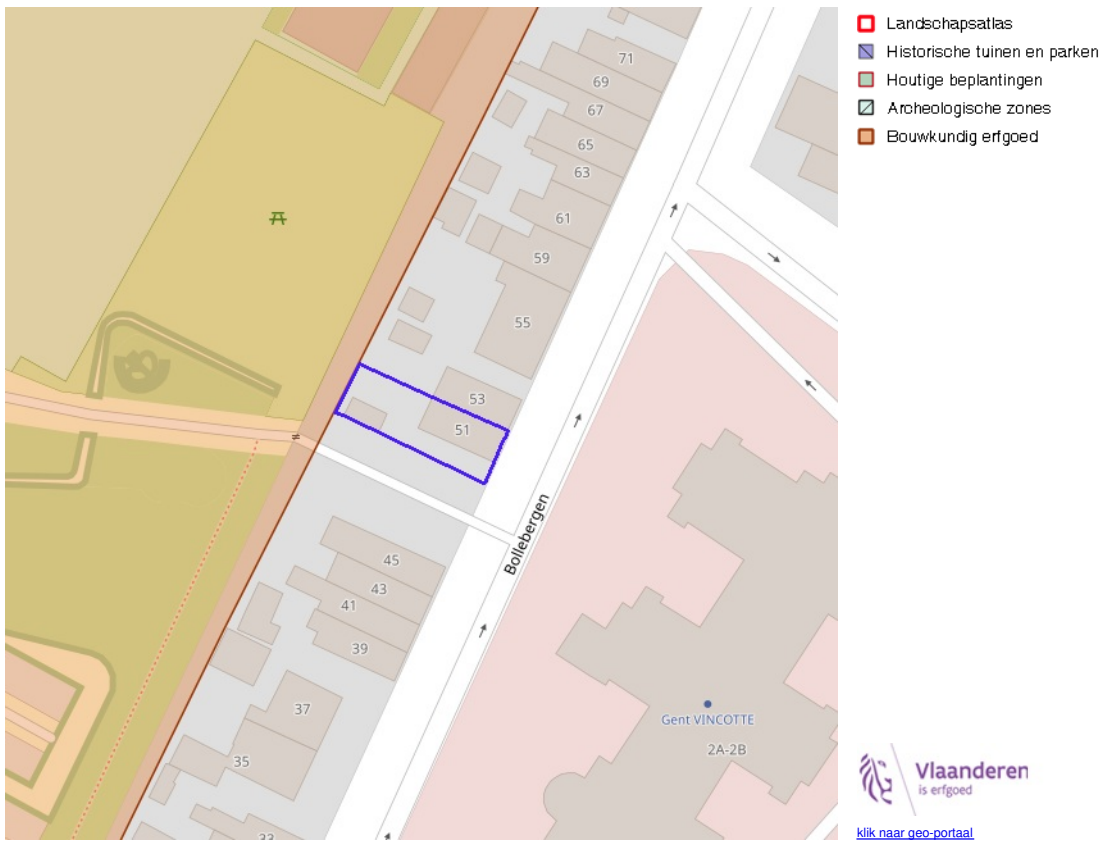 Landschapsatlas
Historische tuinen en parken
Houtige beplantingen
Archeologische zones
Bouwkundig erfgoed
71
69
67
65
63
61
59
55
53
51
Bollebergen
45
43
41
39
37
35
33
Gent VINCOTTE
2A-2B
Vlaanderen
is erfgoed
klik naar geo-portaal